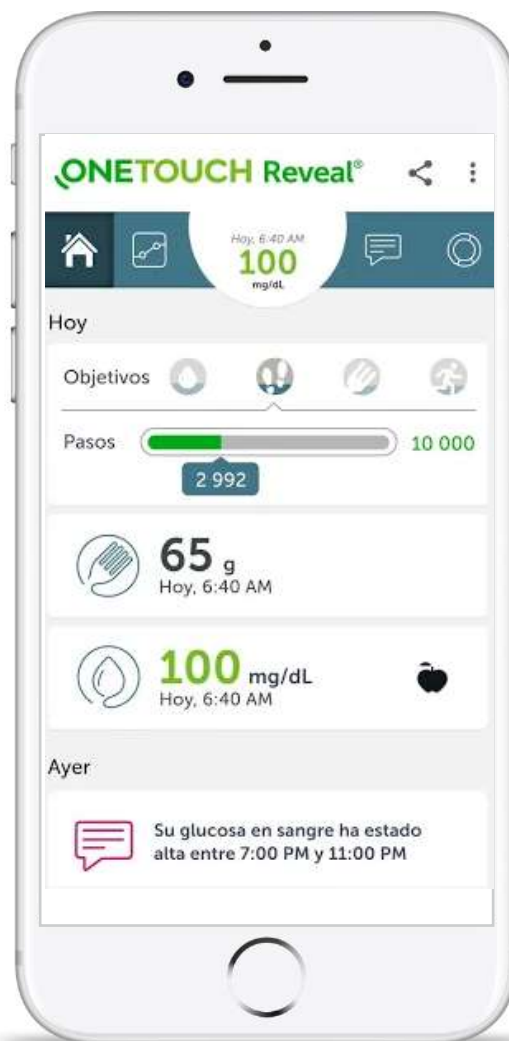 ONETOUCH Reveal®
Hoy, 6:40 AM
100
mg/dL
Hoy
Objetivos
Pasos
10 000
2 992
65 g
Hoy, 6:40 AM
100 mg/dL
Hoy, 6:40 AM
Ayer
Su glucosa en sangre ha estado
alta entre 7:00 PM y 11:00 PM